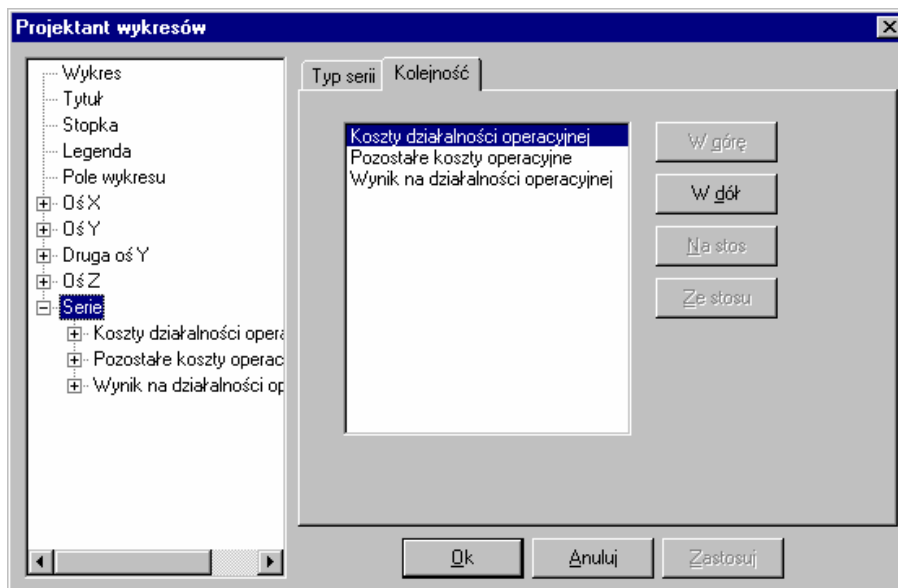 Projektant wykresów
Wykres
Tytuł
Stopka
Legenda
Pole wykresu
Oś X
Oś Y
Druga oś Y
Oś Z
Serie
Koszty działalności opera
Pozostałe koszty operac
Wynik na działalności op
Typ serii
Kolejność
Koszty działalności operacyjnej
Pozostałe koszty operacyjne
Wynik na działalności operacyjnej
W górę
W dół
Na stos
Ze stosu
Ok
Anuluj
Zastosuj